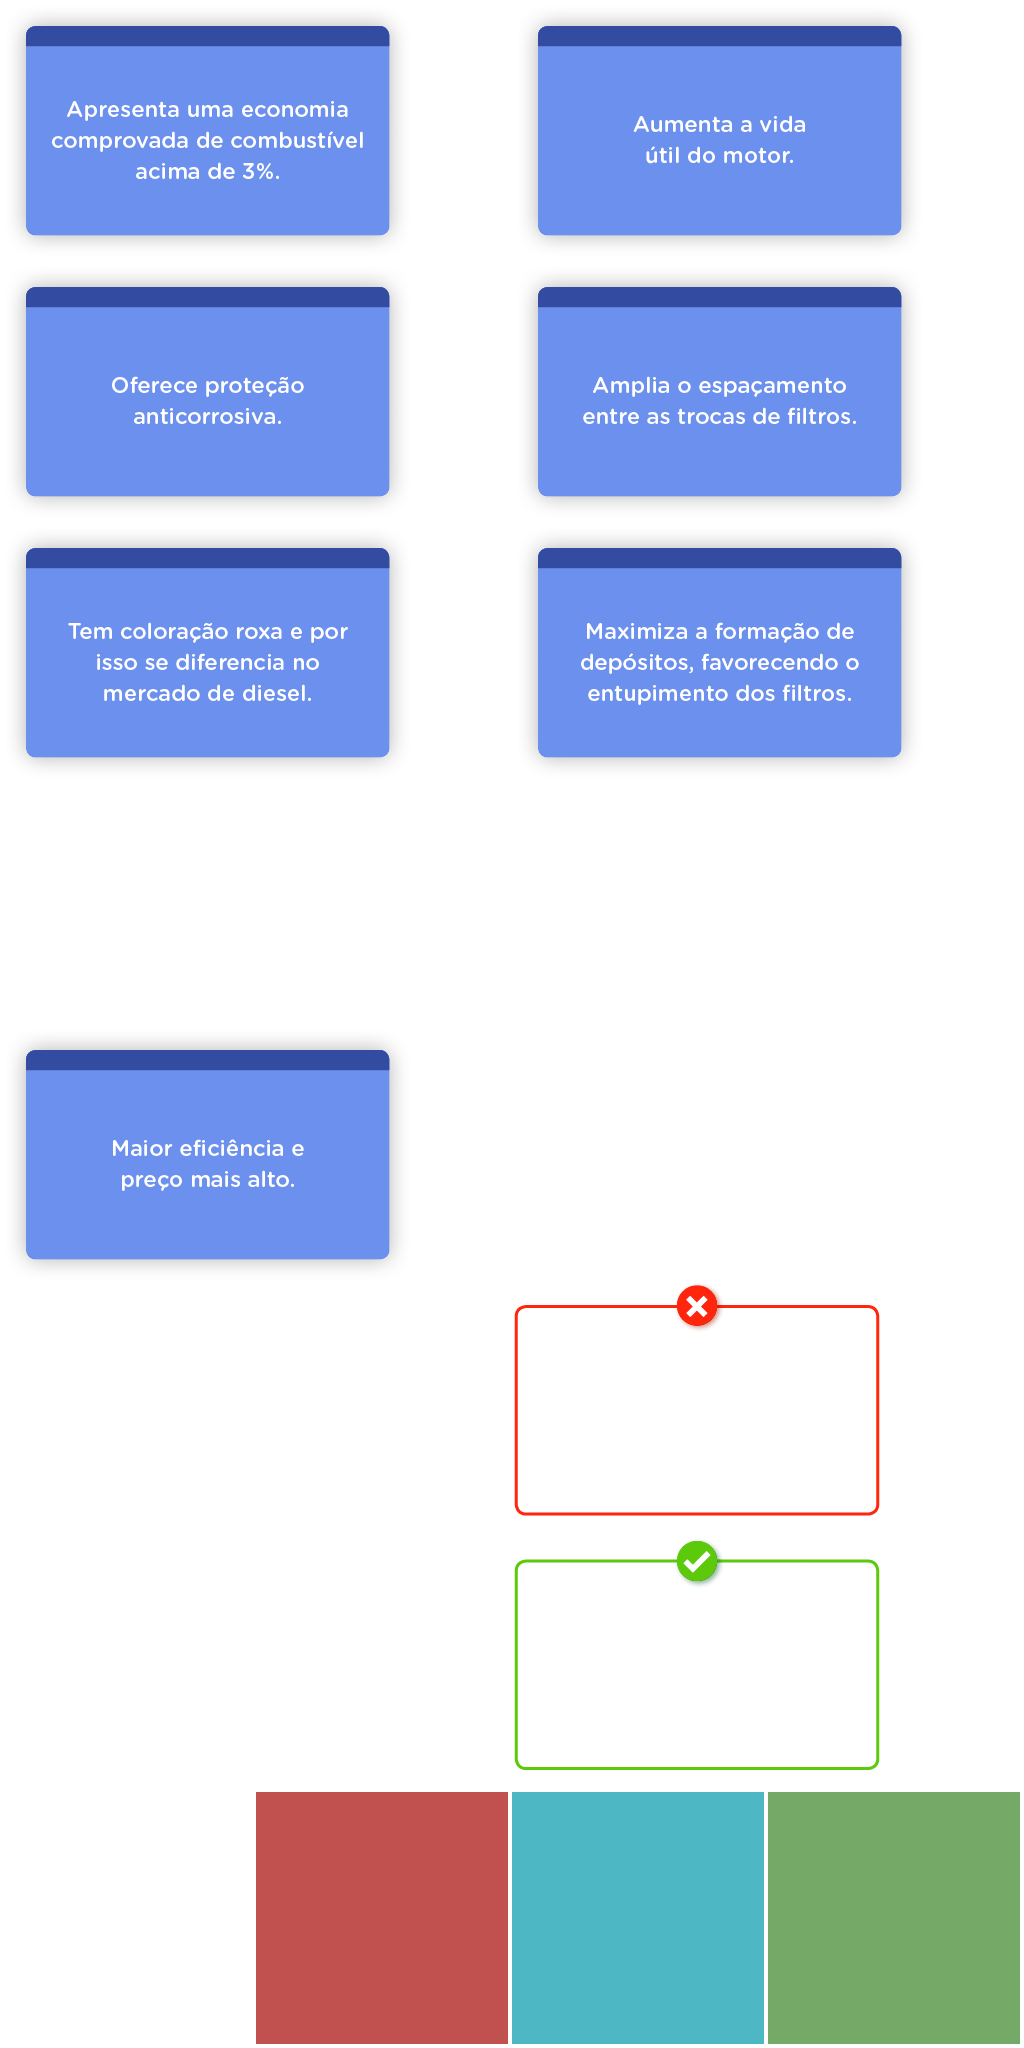 Apresenta uma economia
comprovada de combustível
acima de 3%.
Aumenta a vida
útil do motor.
Oferece proteção
anticorrosiva.
Amplia o espaçamento
entre as trocas de filtros.
Tem coloração roxa e por
isso se diferencia no
mercado de diesel.
Maximiza a formação de
depósitos, favorecendo o
entupimento dos filtros.
Maior eficiência e
preço mais alto.